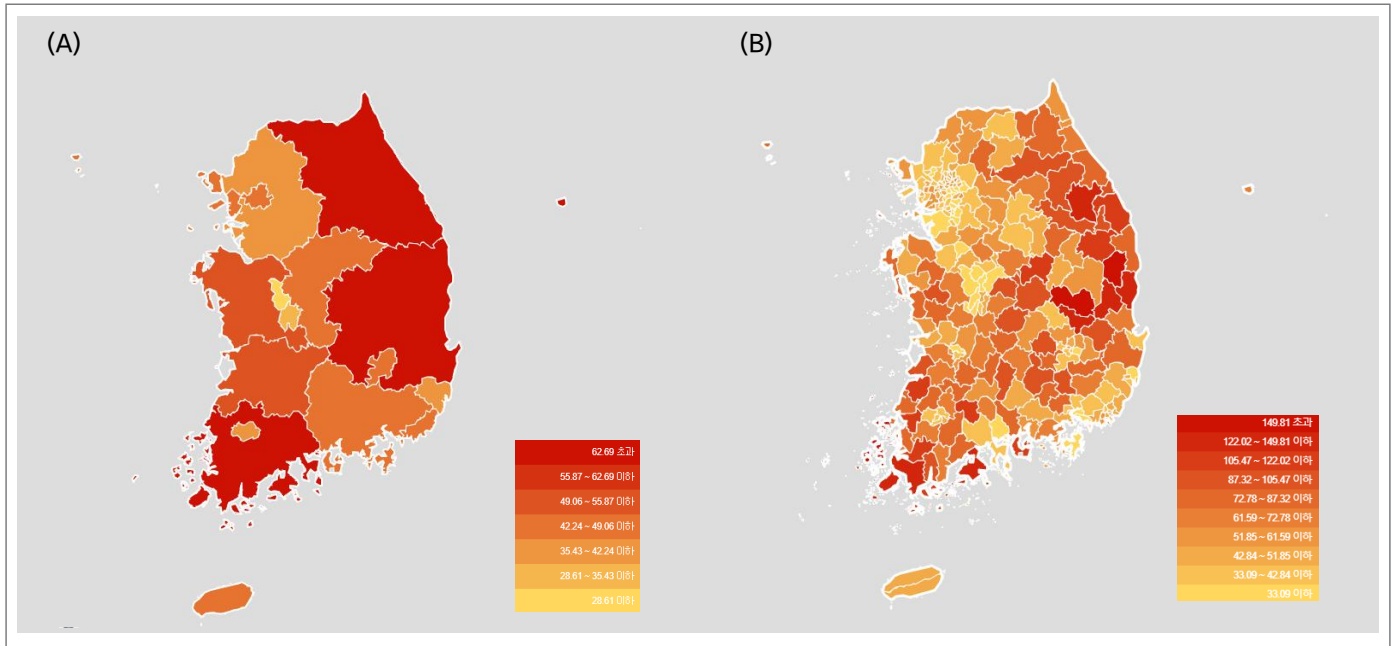 (A)
(B)
62.69 초과
55.87 ~ 62.69 이하
49.06 ~ 55.87 이하
42.24 ~ 49.06 이하
35.43 ~ 42.24 이하
28.61 ~ 35.43 이하
28.61 이하
149.81 초과
122.02 ~ 149.81 이하
105.47 ~ 122.02 이하
87.32 ~ 105.47 이하
72.78 ~ 87.32 이하
61.59 ~ 72.78 이하
51.85 ~ 61.59 이하
42.84 ~ 51.85 이하
33.09 ~ 42.84 이하
33.09 이하